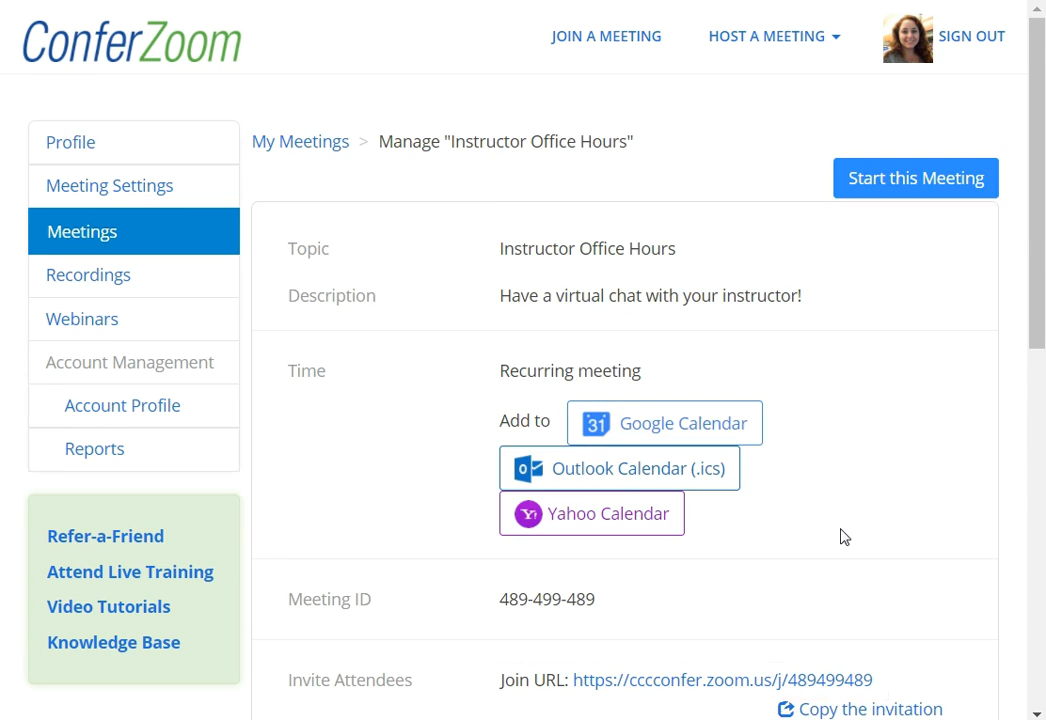 ConferZoom
JOIN A MEETING
HOST A MEETING
SIGN OUT
Profile
Meeting Settings
Meetings
Recordings
Webinars
Account Management
Account Profile
Reports
Refer-a-Friend
Attend Live Training
Video Tutorials
Knowledge Base
My Meetings > Manage "Instructor Office Hours"
Start this Meeting
Topic Instructor Office Hours
Description Have a virtual chat with your instructor!
Time Recurring meeting
Add to 31 Google Calendar
Outlook Calendar (.ics)
Yahoo Calendar
Meeting ID 489-499-489
Invite Attendees Join URL: https://cccconfer.zoom.us/j/489499489
Copy the invitation